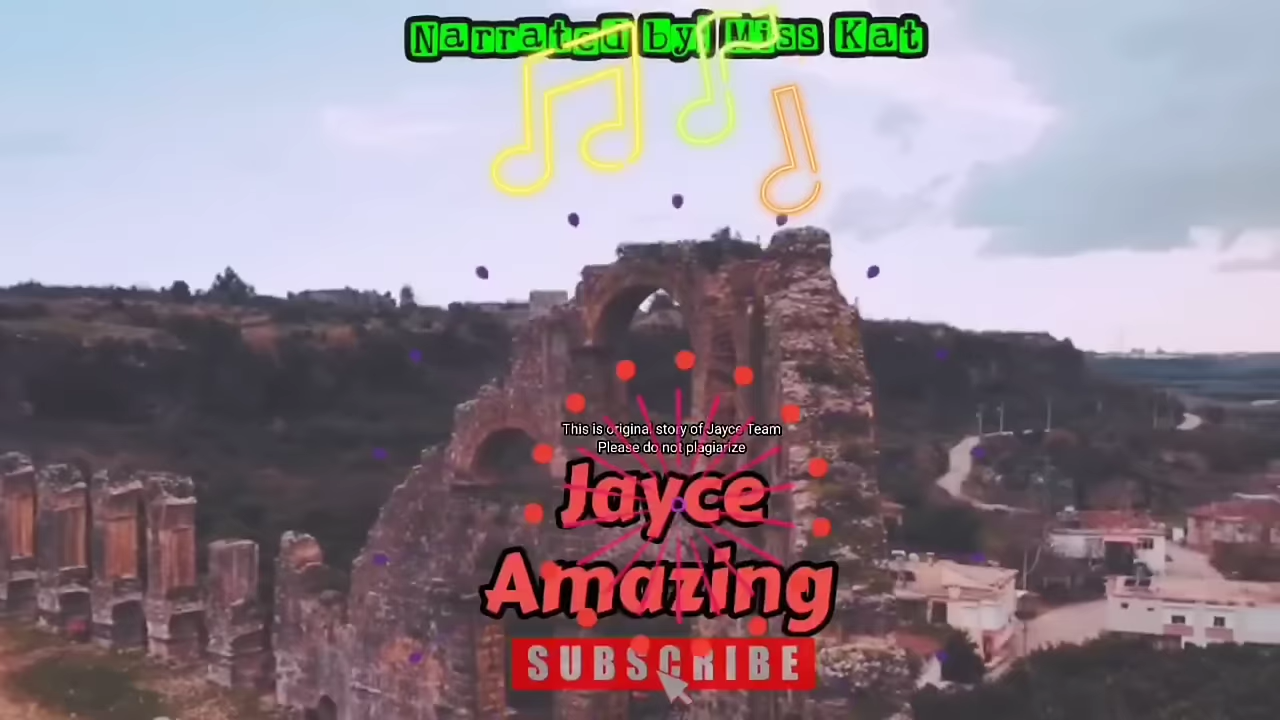 Narrated by Miss Kat
This is original story of Jayce Team
Please do not plagiarize
Jayce
Amazing
SUBSCRIBE